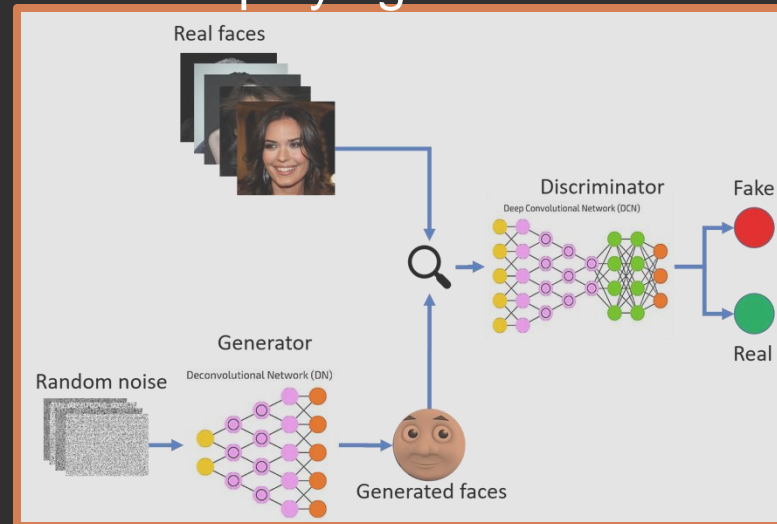 Real faces
Discriminator
Fake
Deep Convolutional Network (DCN)
Generator
Real
Deconvolutional Network (DN)
Random noise
Generated faces